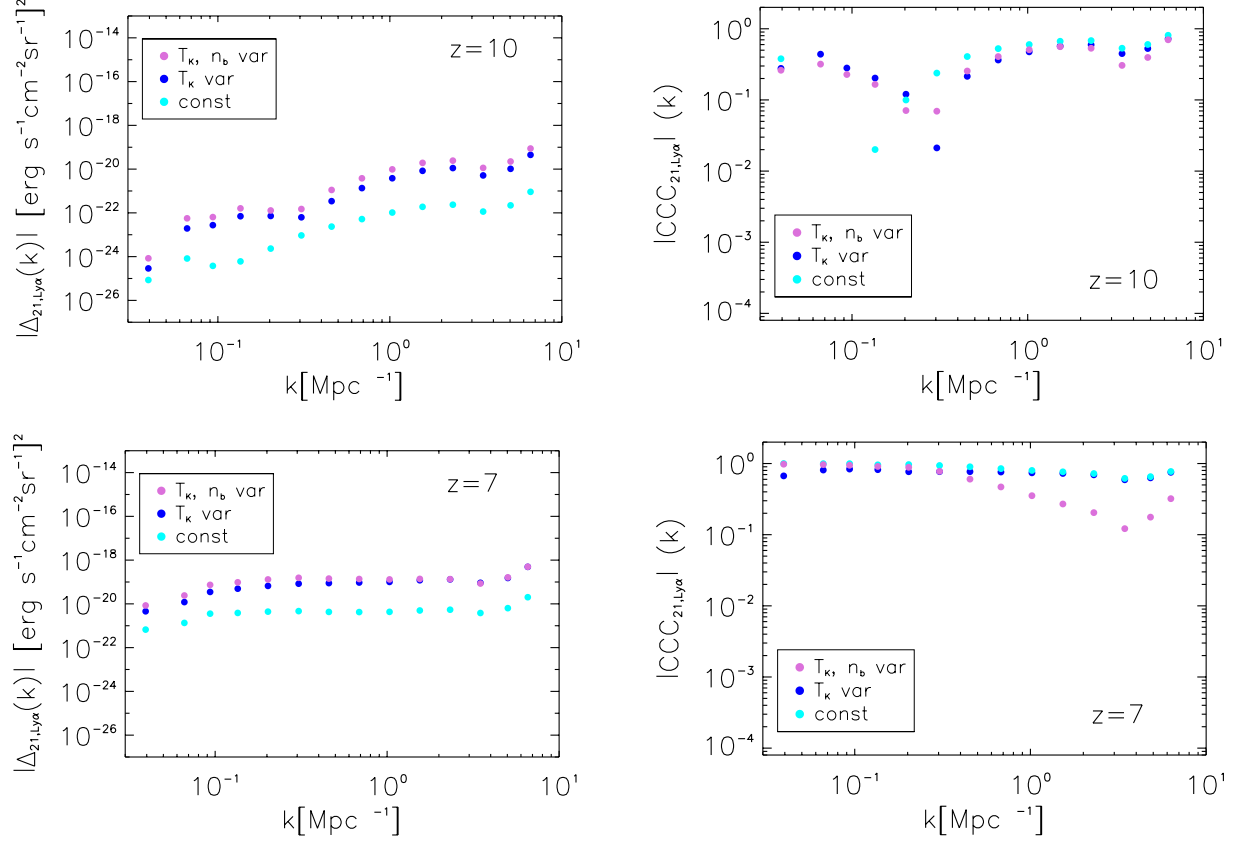 |Δ₂₁,Lyα(k)| [erg s⁻¹cm⁻²sr⁻¹]²
10⁻¹⁴
10⁻¹⁶
10⁻¹⁸
10⁻²⁰
10⁻²²
10⁻²⁴
10⁻²⁶
T_K, n_b var
T_K var
const
z=10
10⁻¹ 10⁰ 10¹
k[Mpc ⁻¹]
|CCC₂₁,Lyα| (k)
10⁰
10⁻¹
10⁻²
10⁻³
10⁻⁴
T_K, n_b var
T_K var
const
z=10
10⁻¹ 10⁰ 10¹
k[Mpc ⁻¹]
|Δ₂₁,Lyα(k)| [erg s⁻¹cm⁻²sr⁻¹]²
10⁻¹⁴
10⁻¹⁶
10⁻¹⁸
10⁻²⁰
10⁻²²
10⁻²⁴
10⁻²⁶
T_K, n_b var
T_K var
const
z=7
10⁻¹ 10⁰ 10¹
k[Mpc ⁻¹]
|CCC₂₁,Lyα| (k)
10⁰
10⁻¹
10⁻²
10⁻³
10⁻⁴
T_K, n_b var
T_K var
const
z=7
10⁻¹ 10⁰ 10¹
k[Mpc ⁻¹]